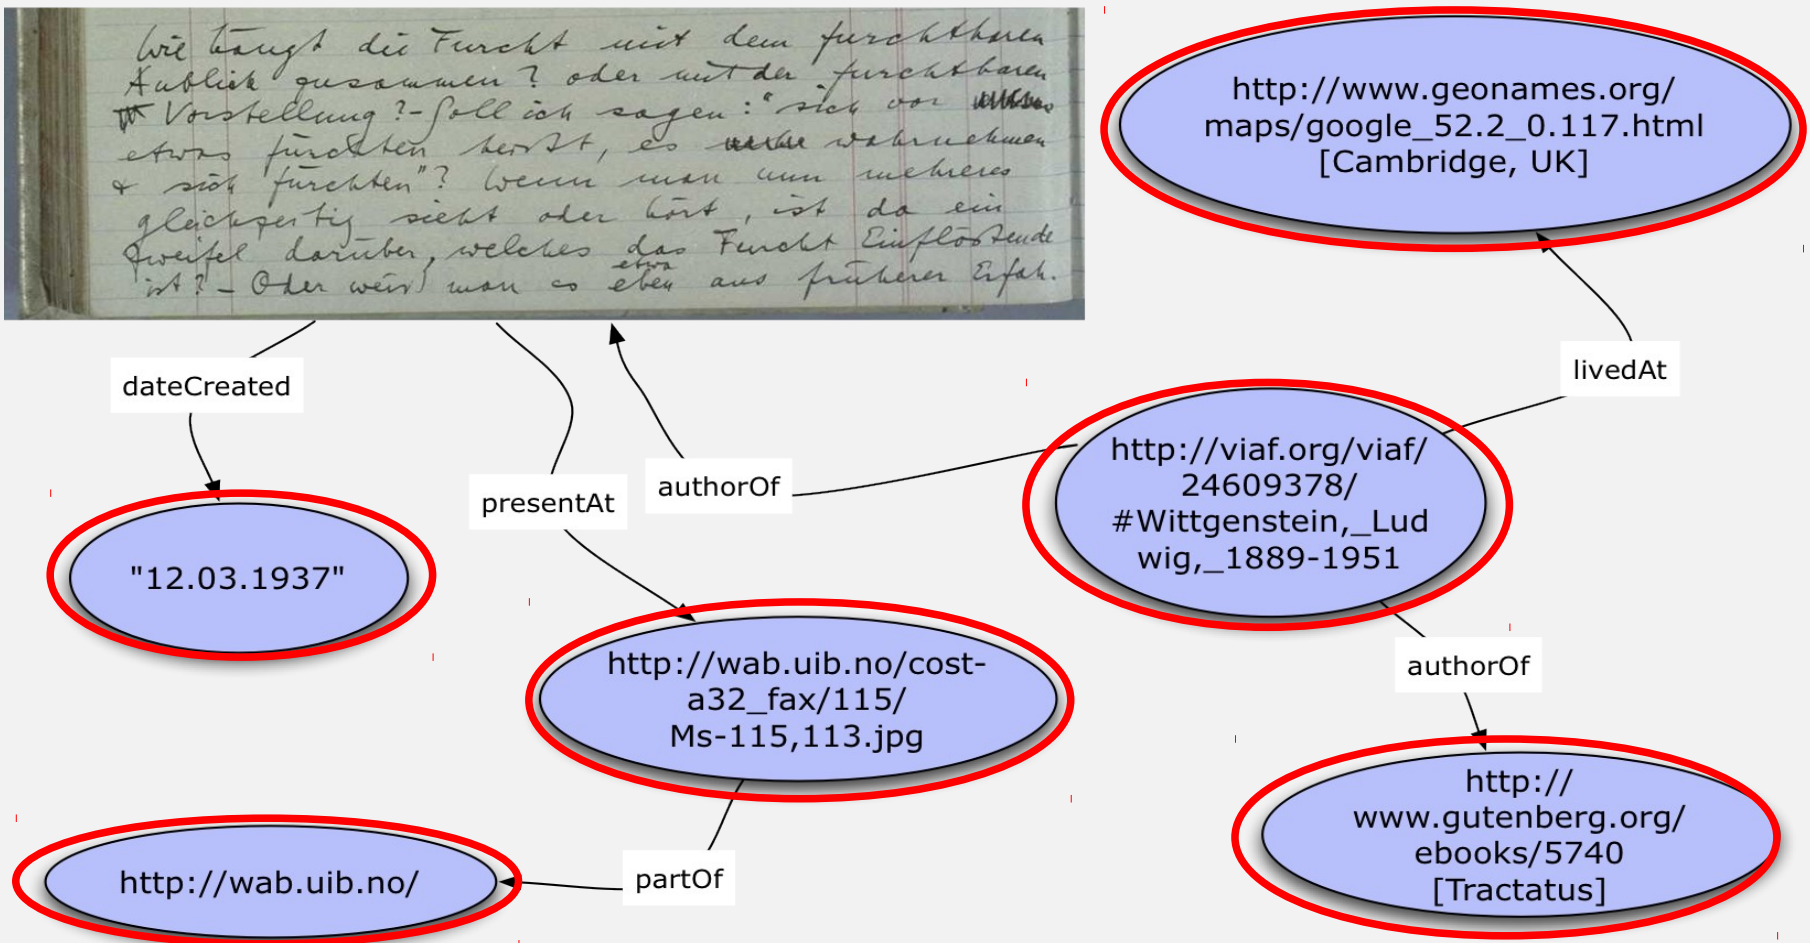 Wie hängt die Furcht mit dem furchtbaren
Anblick zusammen? oder mit der furchtbaren
Vorstellung? – Soll ich sagen: "sich vor
etwas fürchten heißt, es wahrnehmen
& sich fürchten"? Wenn man nun mehreres
gleichzeitig sieht oder hört, ist da ein
Zweifel darüber, welches das Furcht Einflößende
etwa
ist? – Oder weiß man es eben aus früherer Erfah-
http://www.geonames.org/
maps/google_52.2_0.117.html
[Cambridge, UK]
livedAt
dateCreated
presentAt
authorOf
http://viaf.org/viaf/
24609378/
#Wittgenstein,_Lud
wig,_1889-1951
"12.03.1937"
http://wab.uib.no/cost-
a32_fax/115/
Ms-115,113.jpg
authorOf
http://
www.gutenberg.org/
ebooks/5740
[Tractatus]
partOf
http://wab.uib.no/